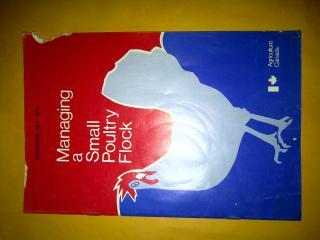 Managing
a
Small
Poultry
Flock
Agriculture
Canada